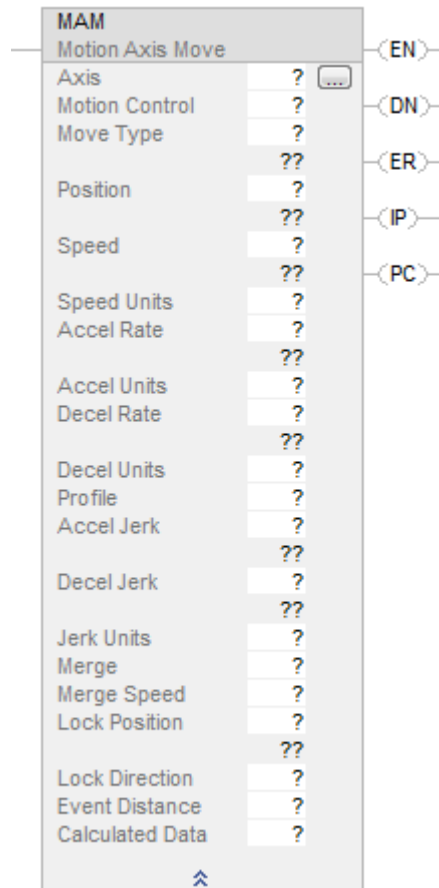 MAM
Motion Axis Move (EN)
Axis ? ...
Motion Control ? (DN)
Move Type ?
?? (ER)
Position ?
?? (IP)
Speed ?
?? (PC)
Speed Units ?
Accel Rate ?
??
Accel Units ?
Decel Rate ?
??
Decel Units ?
Profile ?
Accel Jerk ?
??
Decel Jerk ?
??
Jerk Units ?
Merge ?
Merge Speed ?
Lock Position ?
??
Lock Direction ?
Event Distance ?
Calculated Data ?